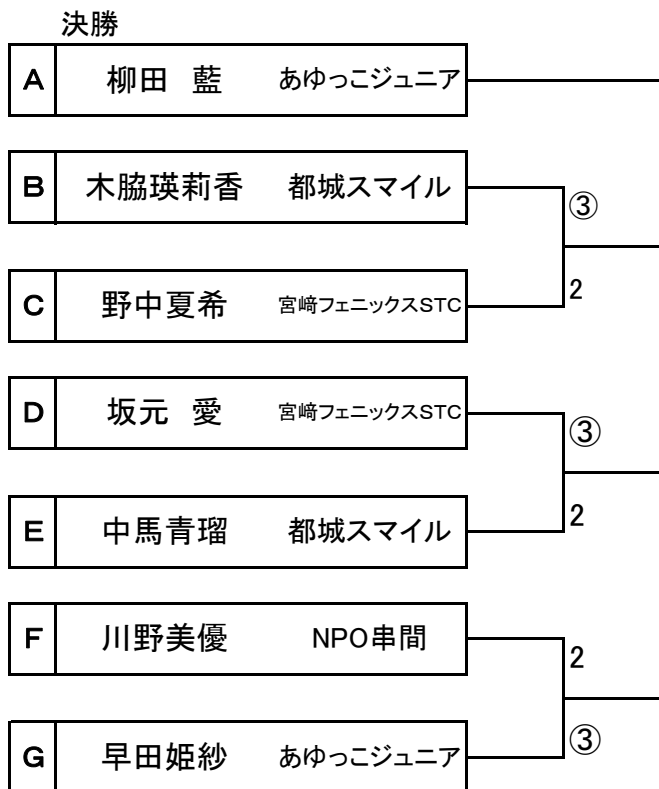 決勝
A 柳田 藍 あゆっこジュニア
B 木脇瑛莉香 都城スマイル
③
2
C 野中夏希 宮﨑フェニックスSTC
D 坂元 愛 宮﨑フェニックスSTC
③
2
E 中馬青瑠 都城スマイル
F 川野美優 NPO串間
2
③
G 早田姫紗 あゆっこジュニア